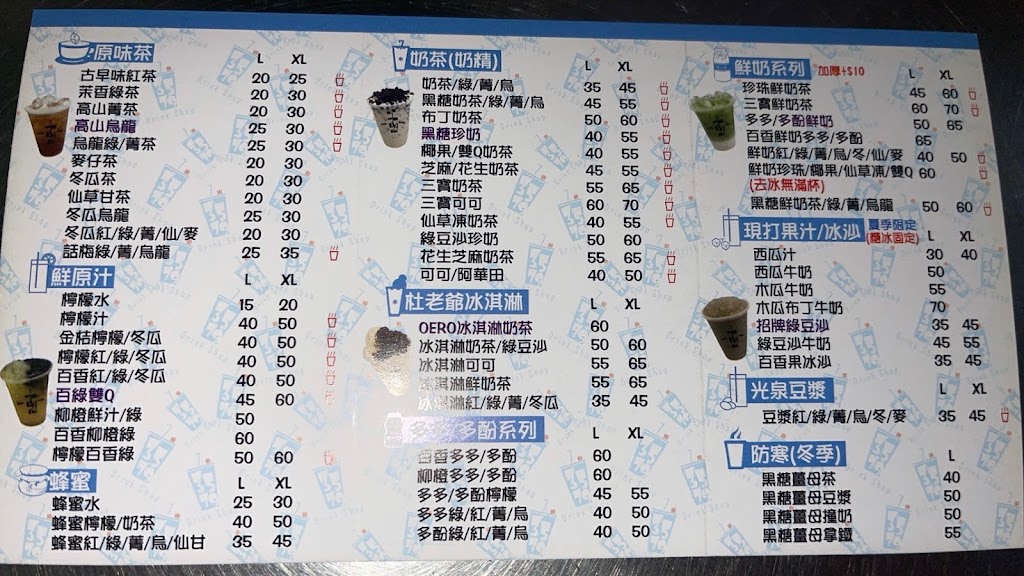 原味茶 L XL
古早味紅茶 20 25
茉香綠茶 20 30
高山菁茶 20 30
高山烏龍 25 30
烏龍綠/菁茶 25 30
麥仔茶 20 30
冬瓜茶 20 30
仙草甘茶 20 30
冬瓜烏龍 25 30
冬瓜紅/綠/菁/仙/麥 20 30
話梅綠/菁/烏龍 25 35
鮮原汁 L XL
檸檬水 15 20
檸檬汁 40 50
金桔檸檬/冬瓜 40 50
檸檬紅/綠/冬瓜 40 50
百香紅/綠/冬瓜 40 50
百綠雙Q 45 60
柳橙鮮汁/綠 50
百香柳橙綠 60
檸檬百香綠 50 60
蜂蜜 L XL
蜂蜜水 25 30
蜂蜜檸檬/奶茶 40 50
蜂蜜紅/綠/菁/烏/仙甘 35 45
奶茶(奶精) L XL
奶茶/綠/菁/烏 35 45
黑糖奶茶/綠/菁/烏 45 55
布丁奶茶 50 60
黑糖珍奶 40 55
椰果/雙Q奶茶 40 55
芝麻/花生奶茶 45 55
三寶奶茶 55 65
三寶可可 60 70
仙草凍奶茶 40 55
綠豆沙珍奶 50 60
花生芝麻奶茶 55 65
可可/阿華田 40 50
杜老爺冰淇淋 L XL
OERO冰淇淋奶茶 60
冰淇淋奶茶/綠豆沙 50 60
冰淇淋可可 55 65
冰淇淋鮮奶茶 55 65
冰淇淋紅/綠/菁/冬瓜 35 45
多多/多酚系列 L XL
百香多多/多酚 60
柳橙多多/多酚 60
多多/多酚檸檬 45 55
多多綠/紅/菁/烏 40 50
多酚綠/紅/菁/烏 40 50
鮮奶系列 加厚+$10 L XL
珍珠鮮奶茶 45 60
三寶鮮奶茶 60 70
多多/多酚鮮奶 50 65
百香鮮奶多多/多酚 65
鮮奶紅/綠/菁/烏/冬/仙/麥 40 50
鮮奶珍珠/椰果/仙草凍/雙Q 60
(去冰無滿杯)
黑糖鮮奶茶/綠/菁/烏龍 50 60
現打果汁/冰沙 夏季限定
(糖冰固定) L XL
西瓜汁 30 40
西瓜牛奶 50
木瓜牛奶 55
木瓜布丁牛奶 70
招牌綠豆沙 35 45
綠豆沙牛奶 45 55
百香果冰沙 35 45
光泉豆漿 L XL
豆漿紅/綠/菁/烏/冬/麥 35 45
防寒(冬季) L
黑糖薑母茶 40
黑糖薑母豆漿 50
黑糖薑母撞奶 50
黑糖薑母拿鐵 55